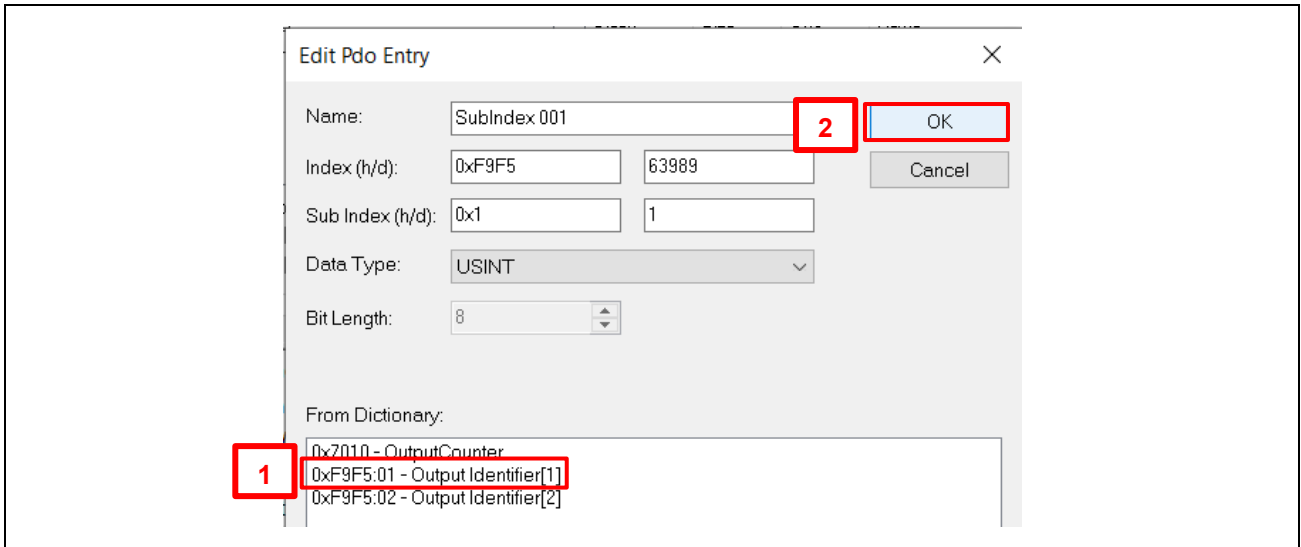 Edit Pdo Entry
Name: SubIndex 001 2 OK
Index (h/d): 0xF9F5 63989 Cancel
Sub Index (h/d): 0x1 1
Data Type: USINT
Bit Length: 8
From Dictionary:
0x7010 - OutputCounter
1 0xF9F5:01 - Output Identifier[1]
0xF9F5:02 - Output Identifier[2]